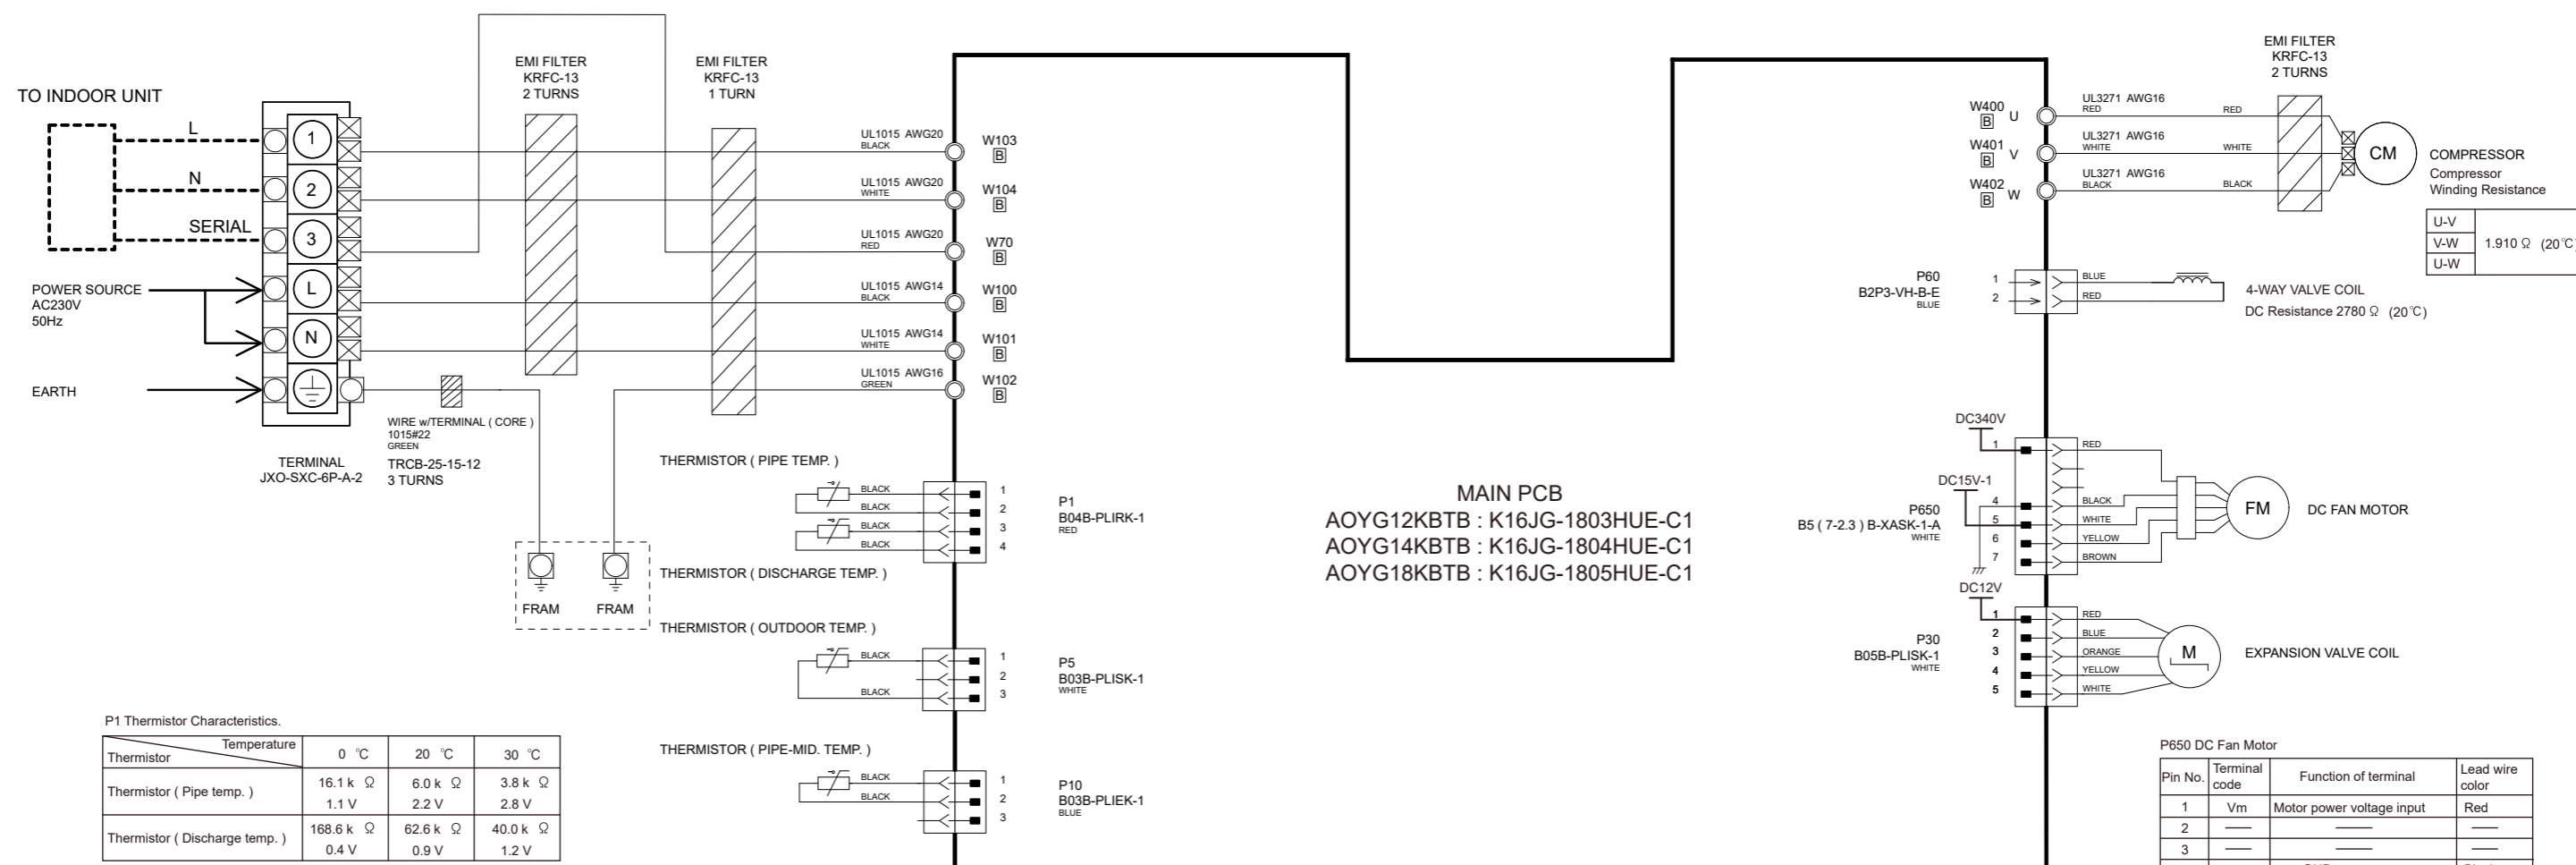 TO INDOOR UNIT
L
N
SERIAL
POWER SOURCE
AC230V
50Hz
EARTH
1
2
3
L
N
TERMINAL
JXO-SXC-6P-A-2
WIRE w/TERMINAL ( CORE )
1015#22
GREEN
TRCB-25-15-12
3 TURNS
EMI FILTER
KRFC-13
2 TURNS
EMI FILTER
KRFC-13
1 TURN
UL1015 AWG20
BLACK
W103
B
UL1015 AWG20
WHITE
W104
B
UL1015 AWG20
RED
W70
B
UL1015 AWG14
BLACK
W100
B
UL1015 AWG14
WHITE
W101
B
UL1015 AWG16
GREEN
W102
B
FRAM
FRAM
THERMISTOR ( PIPE TEMP. )
BLACK
BLACK
BLACK
BLACK
1
2
3
4
P1
B04B-PLIRK-1
RED
THERMISTOR ( DISCHARGE TEMP. )
THERMISTOR ( OUTDOOR TEMP. )
BLACK
BLACK
1
2
3
P5
B03B-PLISK-1
WHITE
THERMISTOR ( PIPE-MID. TEMP. )
BLACK
BLACK
1
2
3
P10
B03B-PLIEK-1
BLUE
P1 Thermistor Characteristics.
Temperature
Thermistor
0 ℃
20 ℃
30 ℃
Thermistor ( Pipe temp. )
16.1 k Ω
6.0 k Ω
3.8 k Ω
1.1 V
2.2 V
2.8 V
Thermistor ( Discharge temp. )
168.6 k Ω
62.6 k Ω
40.0 k Ω
0.4 V
0.9 V
1.2 V
MAIN PCB
AOYG12KBTB : K16JG-1803HUE-C1
AOYG14KBTB : K16JG-1804HUE-C1
AOYG18KBTB : K16JG-1805HUE-C1
EMI FILTER
KRFC-13
2 TURNS
W400
B
U
UL3271 AWG16
RED
RED
W401
B
V
UL3271 AWG16
WHITE
WHITE
W402
B
W
UL3271 AWG16
BLACK
BLACK
CM
COMPRESSOR
Compressor
Winding Resistance
U-V
V-W
U-W
1.910 Ω (20℃)
P60
B2P3-VH-B-E
BLUE
1
2
BLUE
RED
4-WAY VALVE COIL
DC Resistance 2780 Ω (20℃)
DC340V
DC15V-1
P650
B5 ( 7-2.3 ) B-XASK-1-A
WHITE
1
4
5
6
7
RED
BLACK
WHITE
YELLOW
BROWN
FM
DC FAN MOTOR
DC12V
P30
B05B-PLISK-1
WHITE
1
2
3
4
5
RED
BLUE
ORANGE
YELLOW
WHITE
M
EXPANSION VALVE COIL
P650 DC Fan Motor
Pin No.
Terminal code
Function of terminal
Lead wire color
1
Vm
Motor power voltage input
Red
2
3